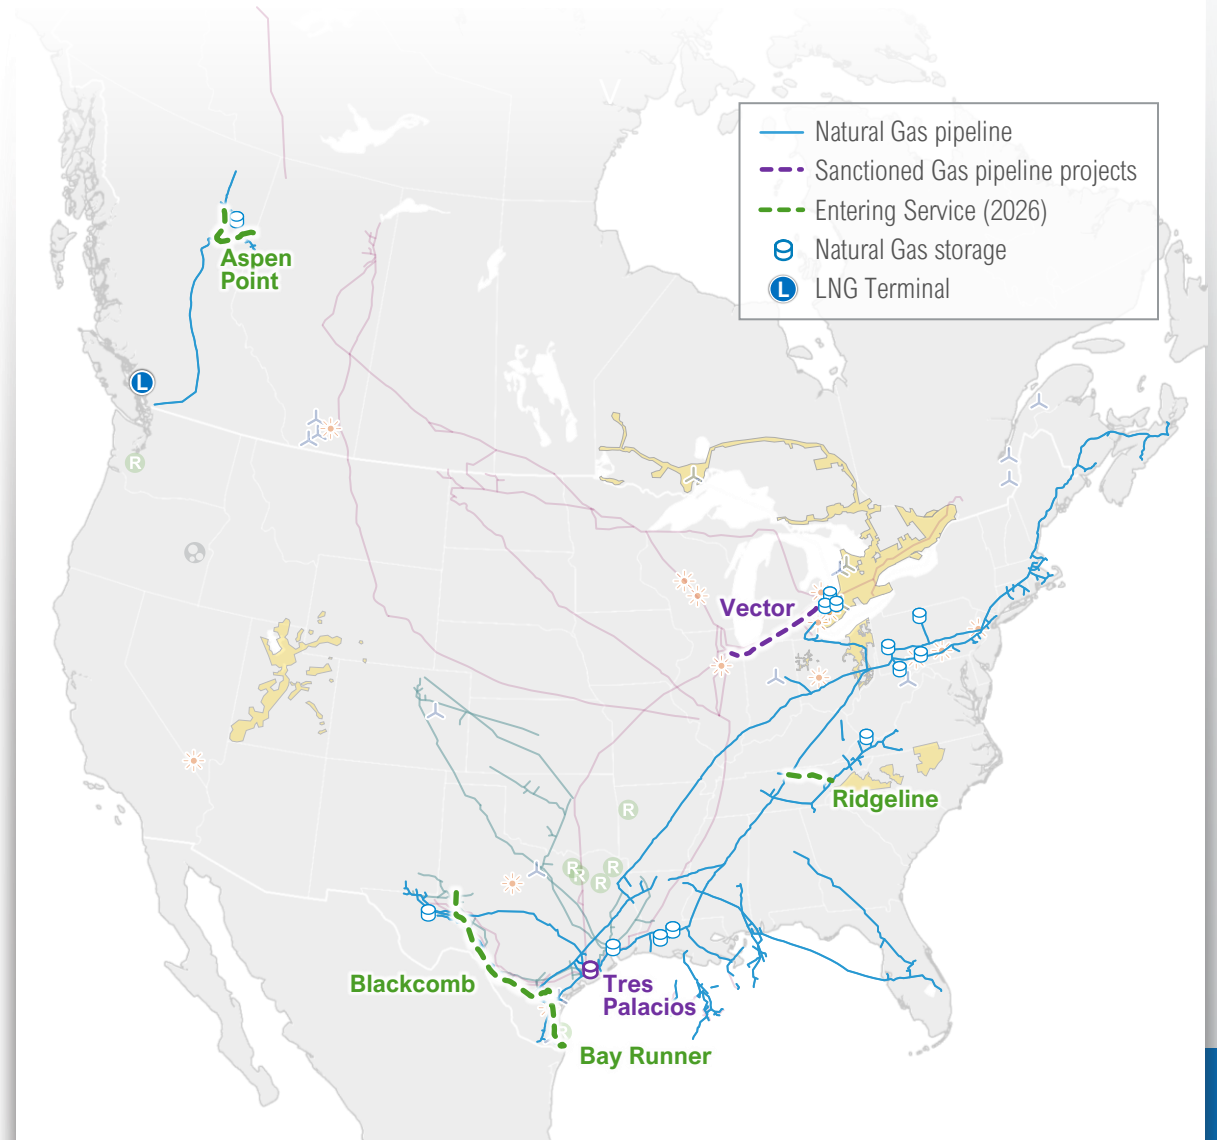 Natural Gas pipeline
Sanctioned Gas pipeline projects
Entering Service (2026)
Natural Gas storage
L LNG Terminal
Aspen
Point
L
R
Vector
Ridgeline
R
R
R
R
R
Blackcomb
Tres
Palacios
R
Bay Runner